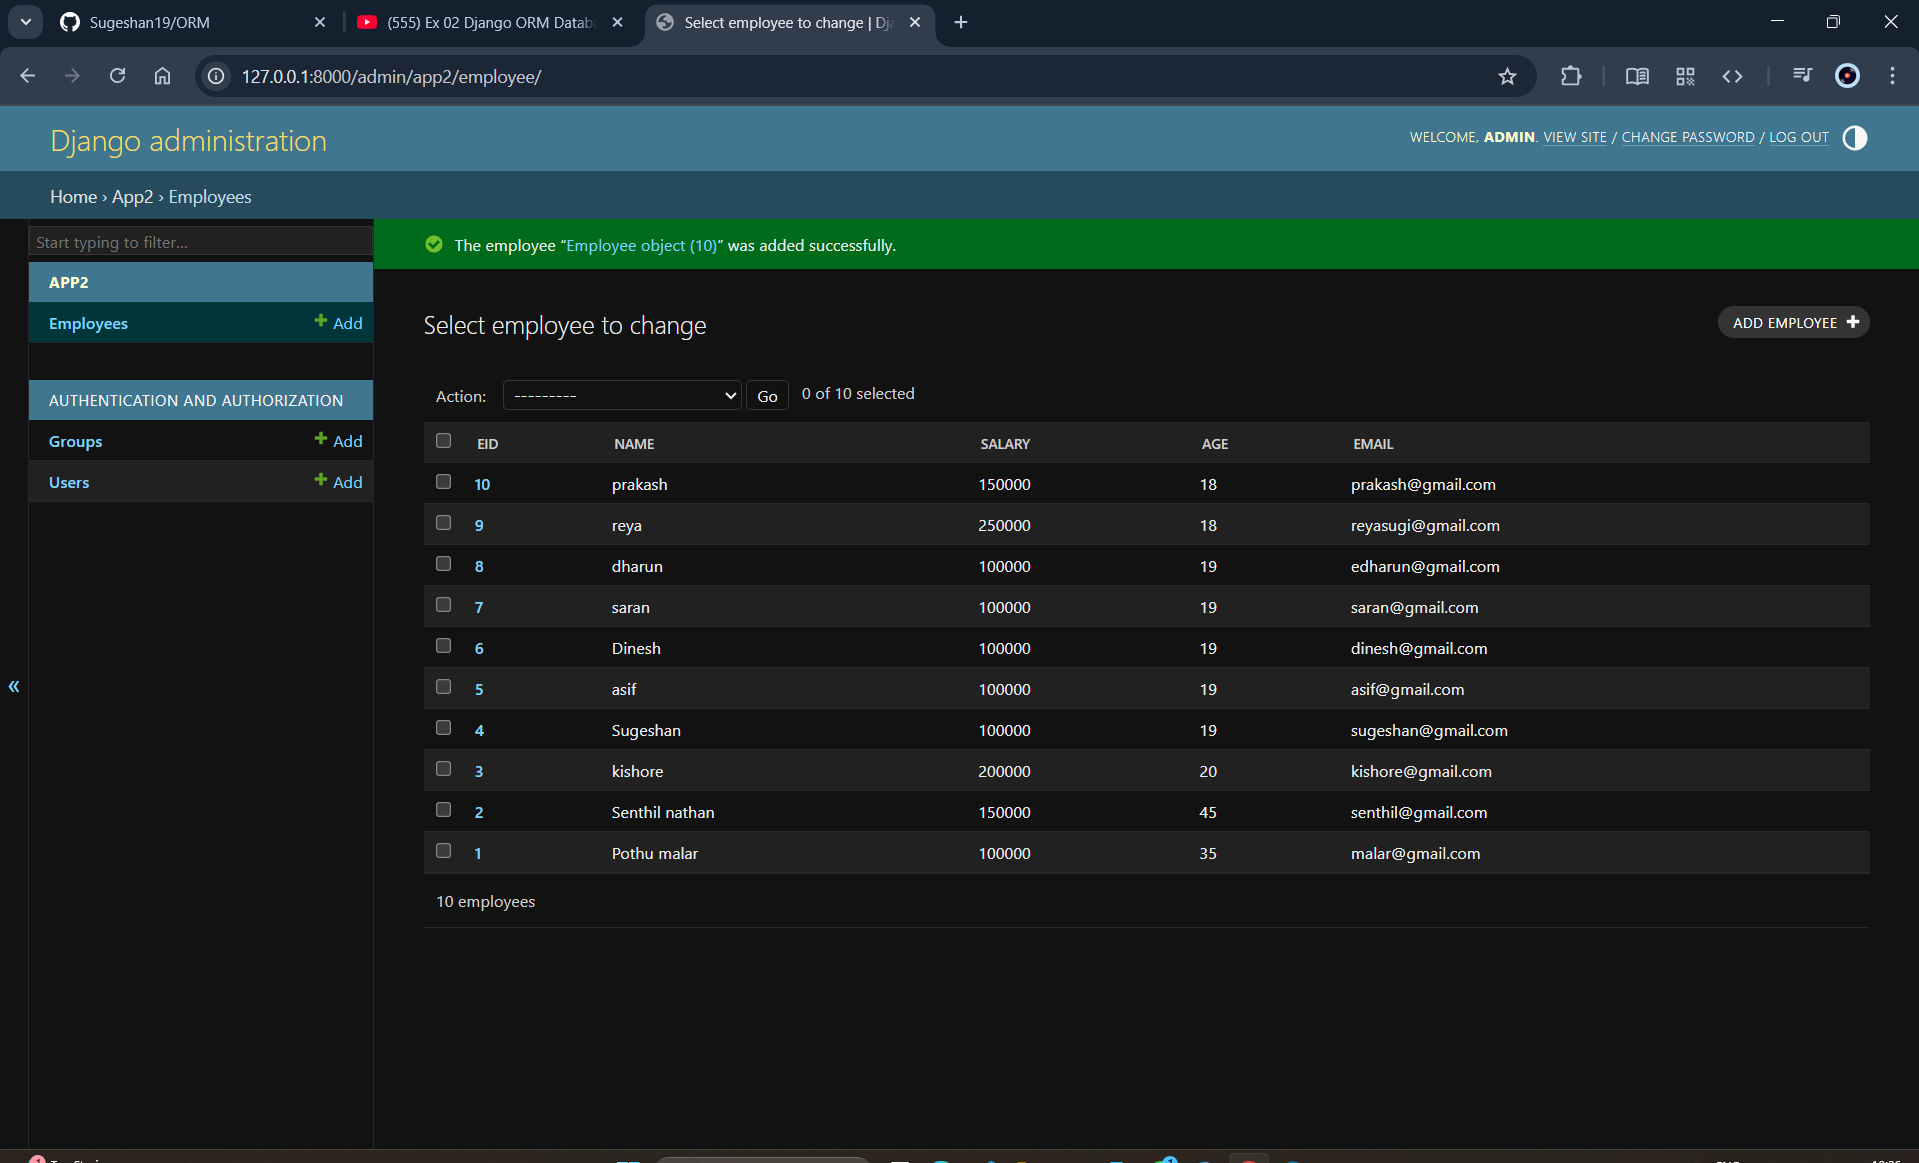 Sugeshan19/ORM
(555) Ex 02 Django ORM Datab
Select employee to change | Dj
127.0.0.1:8000/admin/app2/employee/
Django administration
WELCOME, ADMIN. VIEW SITE / CHANGE PASSWORD / LOG OUT
Home › App2 › Employees
Start typing to filter...
The employee “Employee object (10)” was added successfully.
APP2
Employees Add
AUTHENTICATION AND AUTHORIZATION
Groups Add
Users Add
«
Select employee to change
ADD EMPLOYEE
Action: --------- Go 0 of 10 selected
EID NAME SALARY AGE EMAIL
10 prakash 150000 18 prakash@gmail.com
9 reya 250000 18 reyasugi@gmail.com
8 dharun 100000 19 edharun@gmail.com
7 saran 100000 19 saran@gmail.com
6 Dinesh 100000 19 dinesh@gmail.com
5 asif 100000 19 asif@gmail.com
4 Sugeshan 100000 19 sugeshan@gmail.com
3 kishore 200000 20 kishore@gmail.com
2 Senthil nathan 150000 45 senthil@gmail.com
1 Pothu malar 100000 35 malar@gmail.com
10 employees